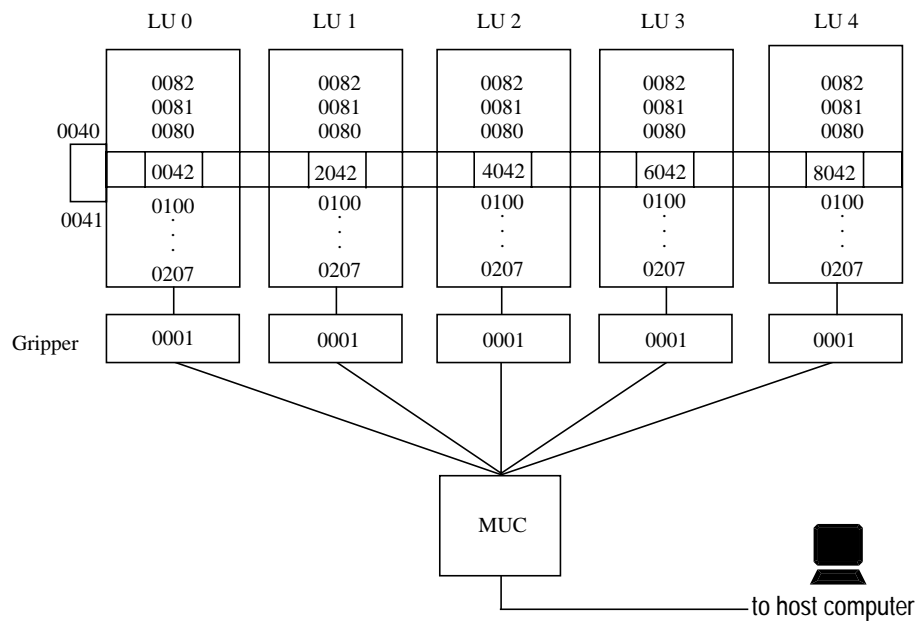 LU 0 LU 1 LU 2 LU 3 LU 4
0082 0082 0082 0082 0082
0081 0081 0081 0081 0081
0040 0080 0080 0080 0080 0080
0042 2042 4042 6042 8042
0041 0100 0100 0100 0100 0100
. . . . .
. . . . .
. . . . .
0207 0207 0207 0207 0207
Gripper 0001 0001 0001 0001 0001
MUC
to host computer